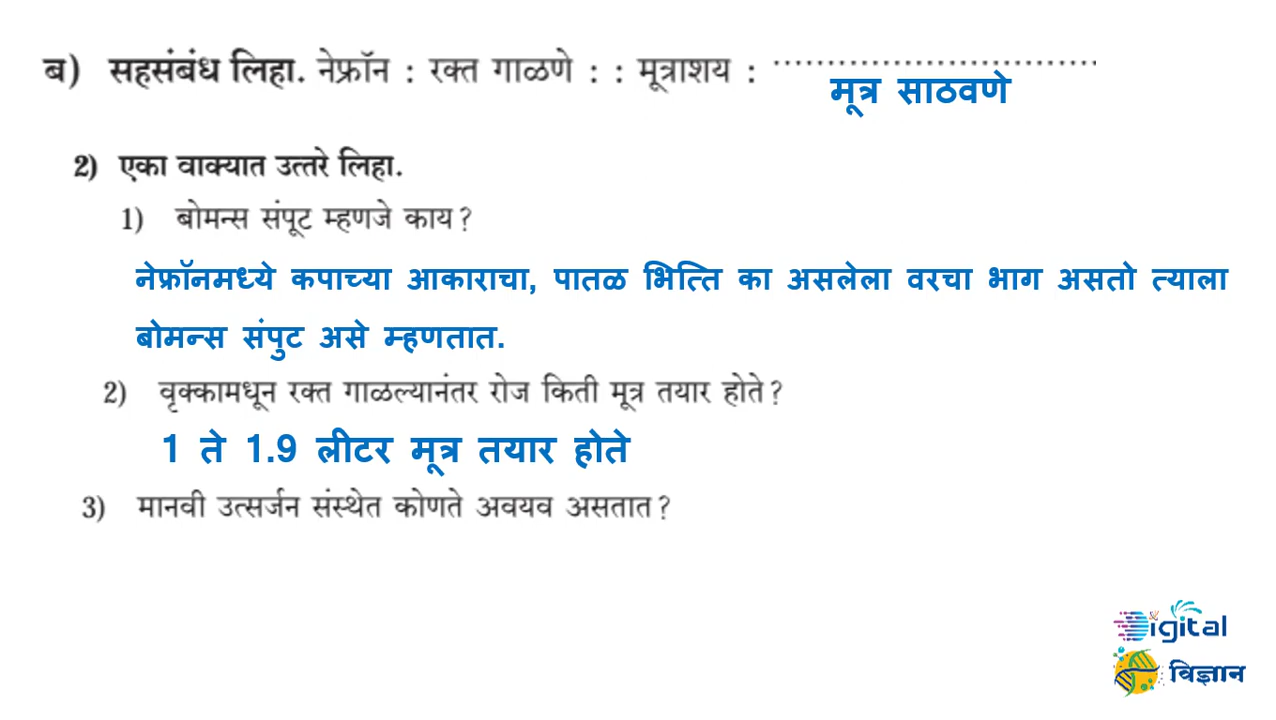 ब) सहसंबंध लिहा. नेफ्रॉन : रक्त गाळणे : : मूत्राशय : ..............................
मूत्र साठवणे
2) एका वाक्यात उत्तरे लिहा.
1) बोमन्स संपूट म्हणजे काय?
नेफ्रॉनमध्ये कपाच्या आकाराचा, पातळ भित्ति का असलेला वरचा भाग असतो त्याला
बोमन्स संपुट असे म्हणतात.
2) वृक्कामधून रक्त गाळल्यानंतर रोज किती मूत्र तयार होते?
1 ते 1.9 लीटर मूत्र तयार होते
3) मानवी उत्सर्जन संस्थेत कोणते अवयव असतात?
Digital
विज्ञान